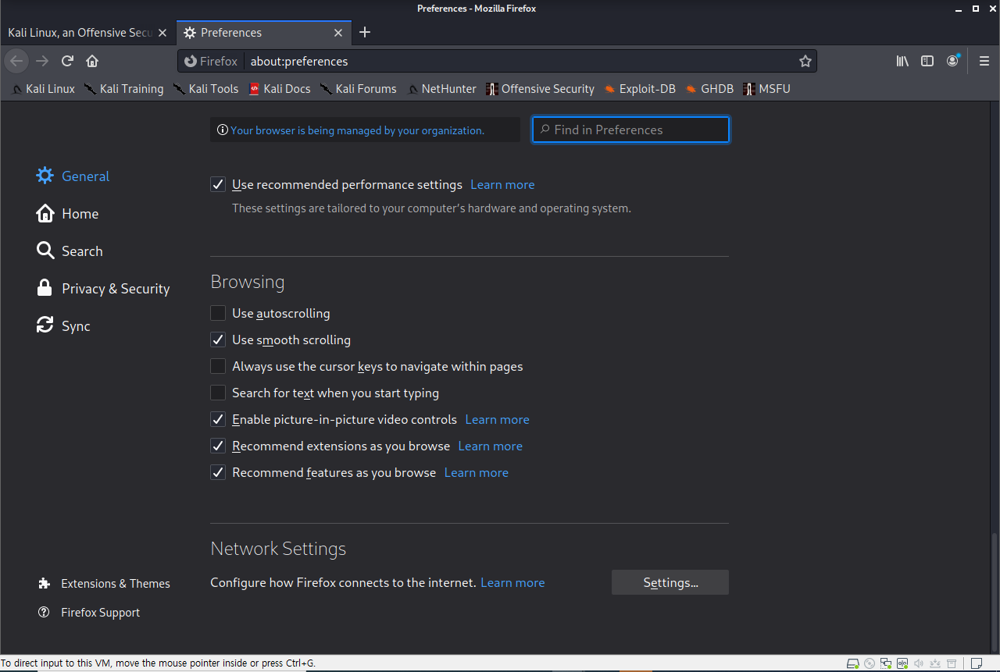 Preferences - Mozilla Firefox
Kali Linux, an Offensive Secu
Preferences
Firefox about:preferences
Kali Linux Kali Training Kali Tools Kali Docs Kali Forums NetHunter Offensive Security Exploit-DB GHDB MSFU
Your browser is being managed by your organization.
Find in Preferences
General
Home
Search
Privacy & Security
Sync
Extensions & Themes
Firefox Support
Use recommended performance settings Learn more
These settings are tailored to your computer's hardware and operating system.
Browsing
Use autoscrolling
Use smooth scrolling
Always use the cursor keys to navigate within pages
Search for text when you start typing
Enable picture-in-picture video controls Learn more
Recommend extensions as you browse Learn more
Recommend features as you browse Learn more
Network Settings
Configure how Firefox connects to the internet. Learn more
Settings...
To direct input to this VM, move the mouse pointer inside or press Ctrl+G.